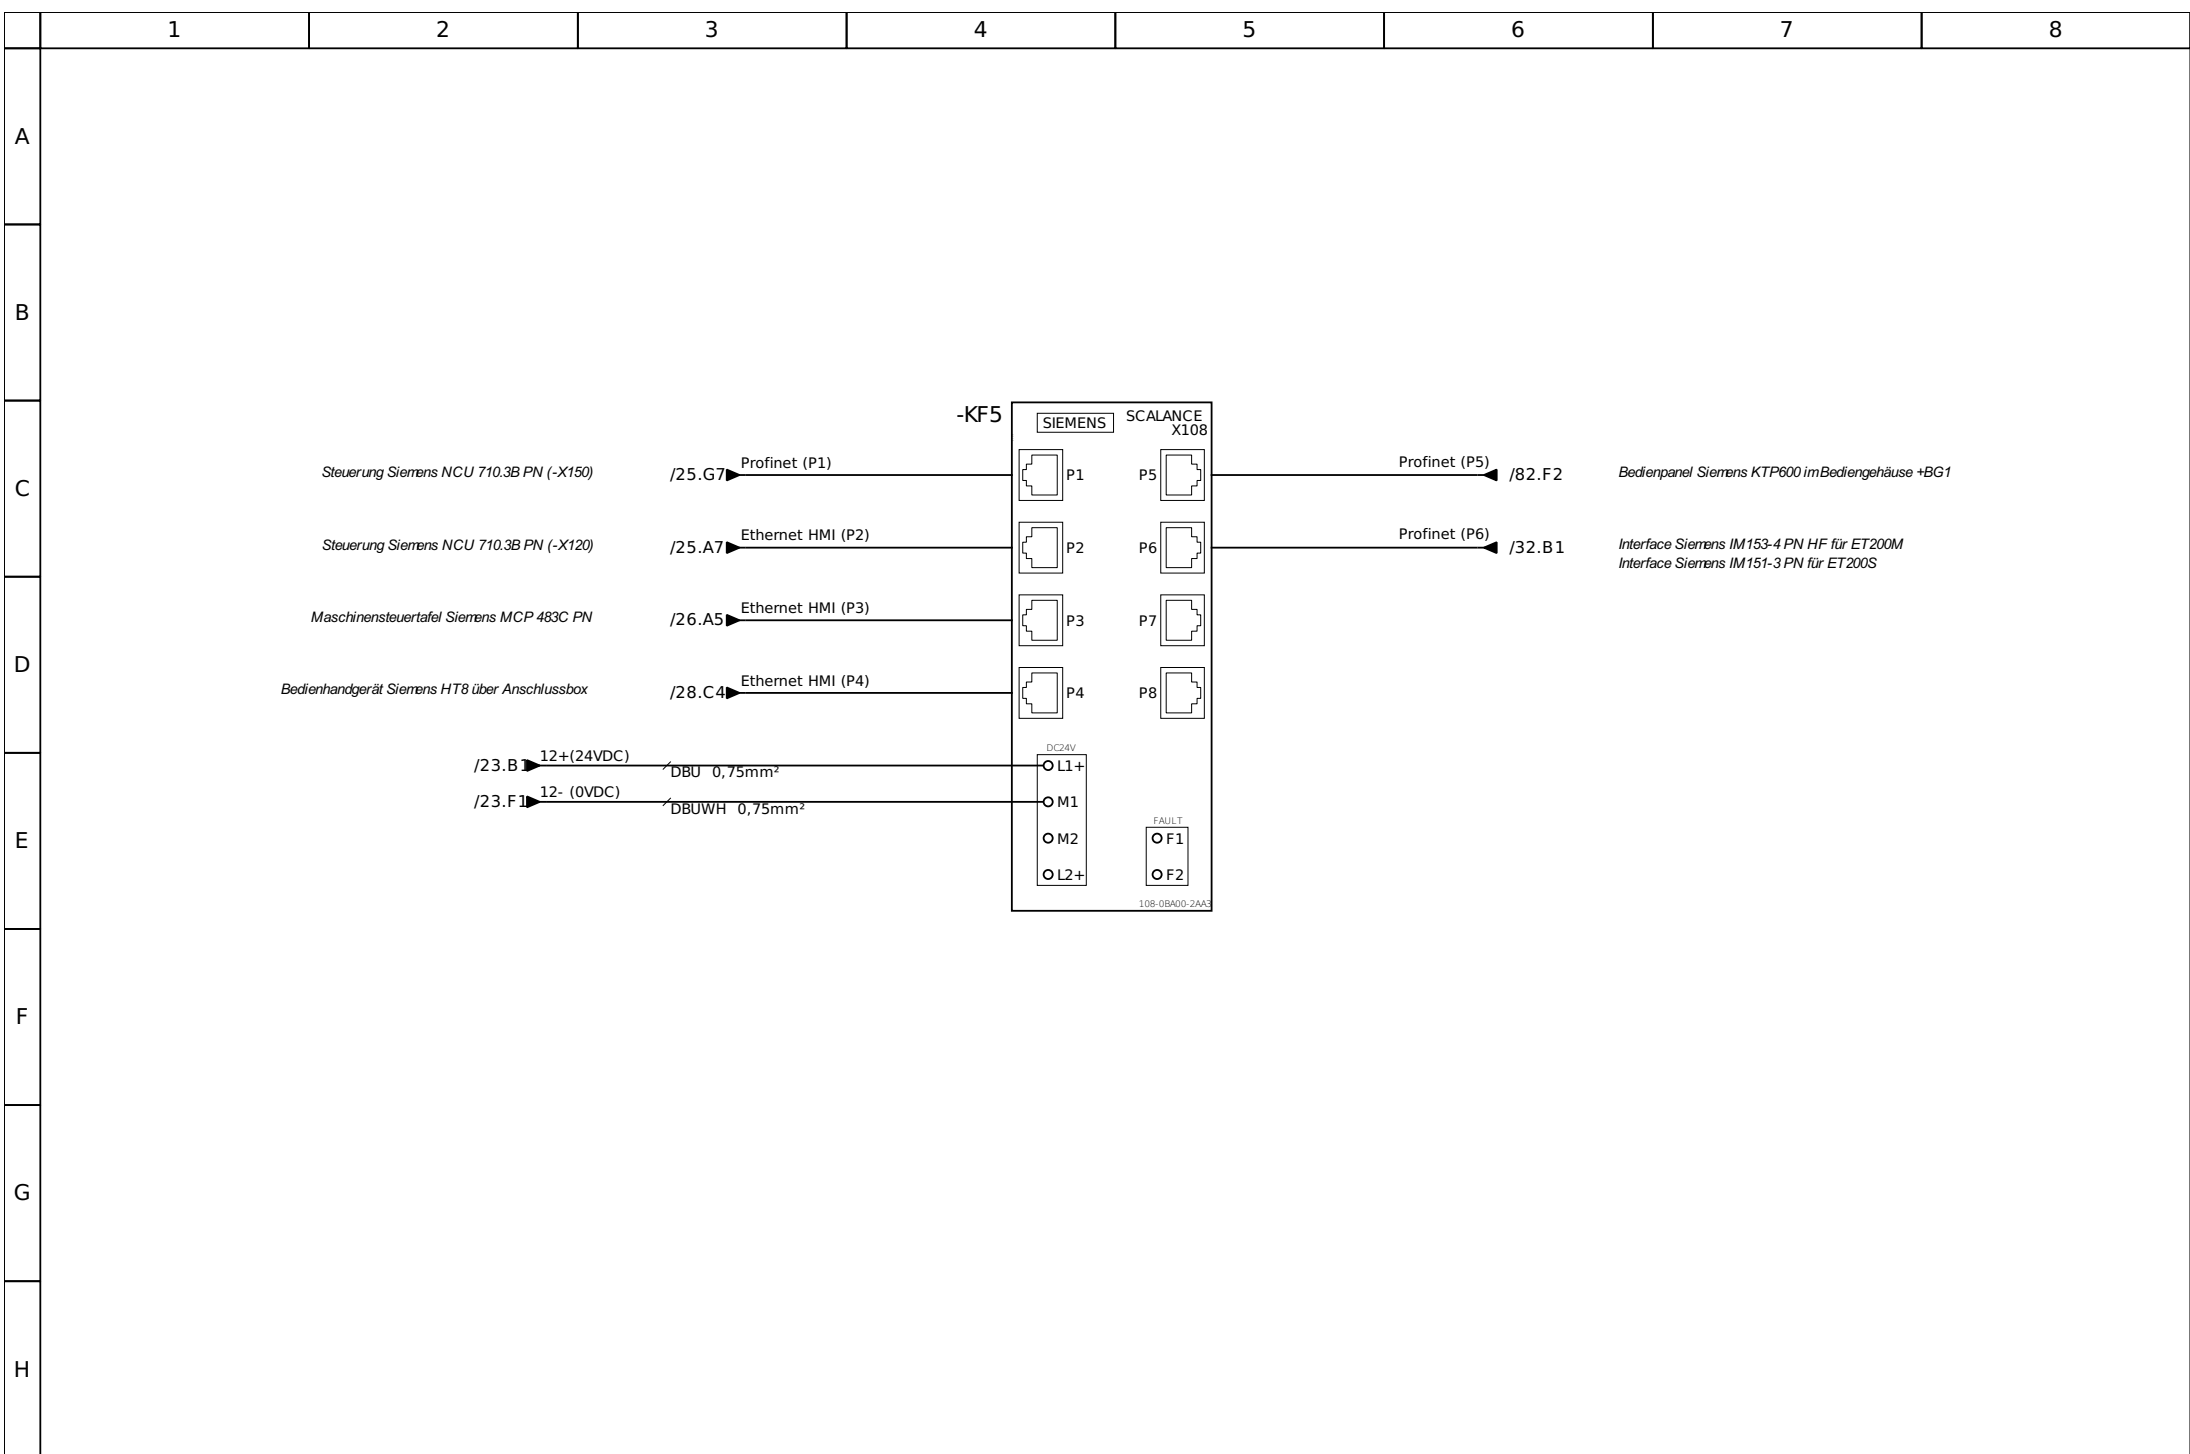 1 2 3 4 5 6 7 8
A
B
C
D
E
F
G
H
-KF5
SIEMENS
SCALANCE
X108
Steuerung Siemens NCU 710.3B PN (-X150) /25.G7 Profinet (P1) P1
P5 Profinet (P5) /82.F2 Bedienpanel Siemens KTP600 im Bediengehäuse +BG1
Steuerung Siemens NCU 710.3B PN (-X120) /25.A7 Ethernet HMI (P2) P2
P6 Profinet (P6) /32.B1 Interface Siemens IM153-4 PN HF für ET200M
Interface Siemens IM151-3 PN für ET200S
Maschinensteuertafel Siemens MCP 483C PN /26.A5 Ethernet HMI (P3) P3
P7
Bedienhandgerät Siemens HT8 über Anschlussbox /28.C4 Ethernet HMI (P4) P4
P8
DC24V
/23.B1 12+(24VDC) DBU 0,75mm² L1+
/23.F1 12- (0VDC) DBUWH 0,75mm² M1
M2
L2+
FAULT
F1
F2
108-0BA00-2AA3